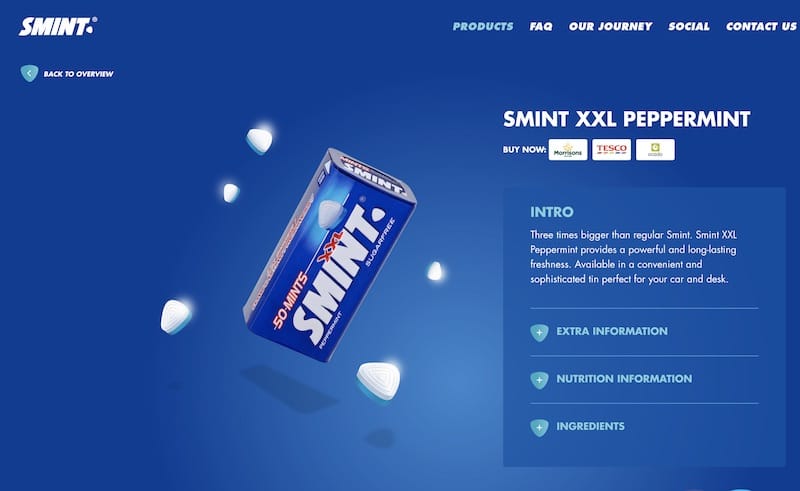 SMINT®
PRODUCTS FAQ OUR JOURNEY SOCIAL CONTACT US
BACK TO OVERVIEW
SMINT XXL PEPPERMINT
BUY NOW: Morrisons TESCO ocado
SMINT
50 MINTS XXL
SMINT®
SUGARFREE
PEPPERMINT
INTRO
Three times bigger than regular Smint. Smint XXL
Peppermint provides a powerful and long-lasting
freshness. Available in a convenient and
sophisticated tin perfect for your car and desk.
EXTRA INFORMATION
NUTRITION INFORMATION
INGREDIENTS